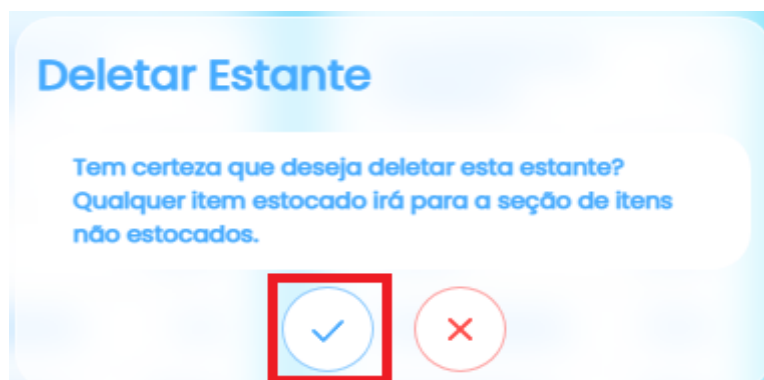 Deletar Estante
Tem certeza que deseja deletar esta estante?
Qualquer item estocado irá para a seção de itens
não estocados.